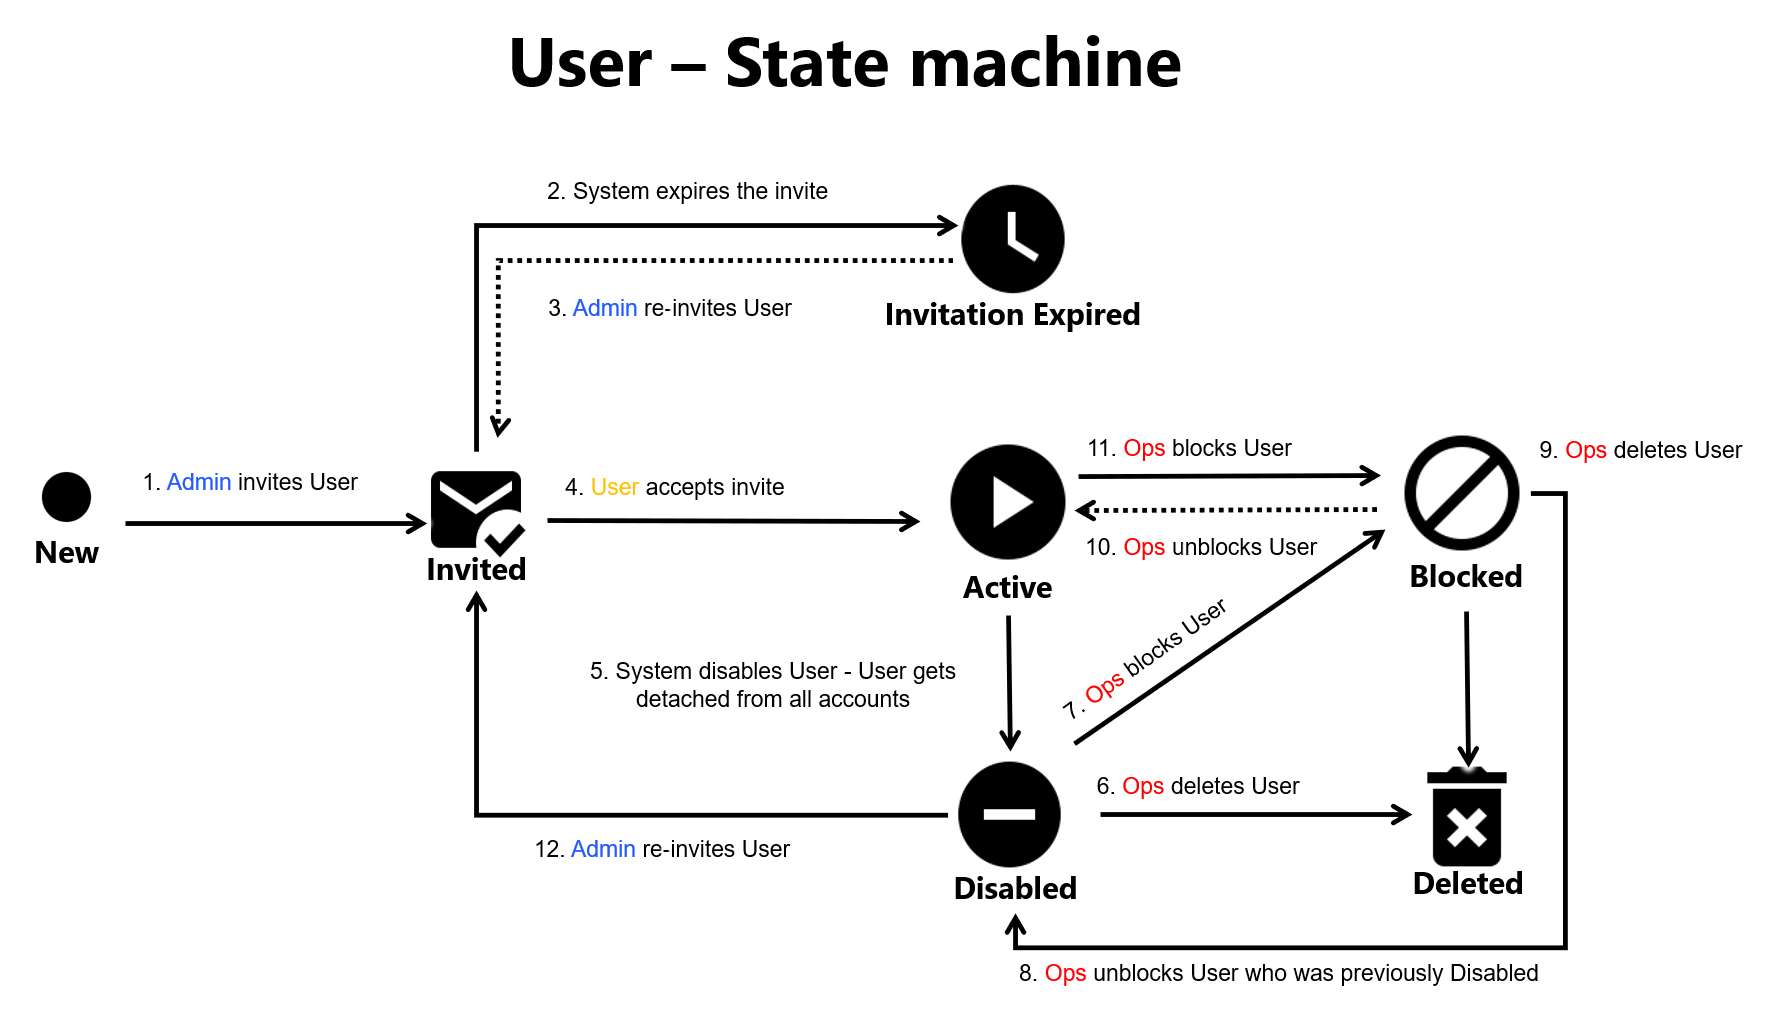 User – State machine
2. System expires the invite
3. Admin re-invites User
Invitation Expired
1. Admin invites User
New
Invited
4. User accepts invite
Active
11. Ops blocks User
10. Ops unblocks User
Blocked
9. Ops deletes User
5. System disables User - User gets
detached from all accounts
7. Ops blocks User
6. Ops deletes User
12. Admin re-invites User
Disabled
Deleted
8. Ops unblocks User who was previously Disabled